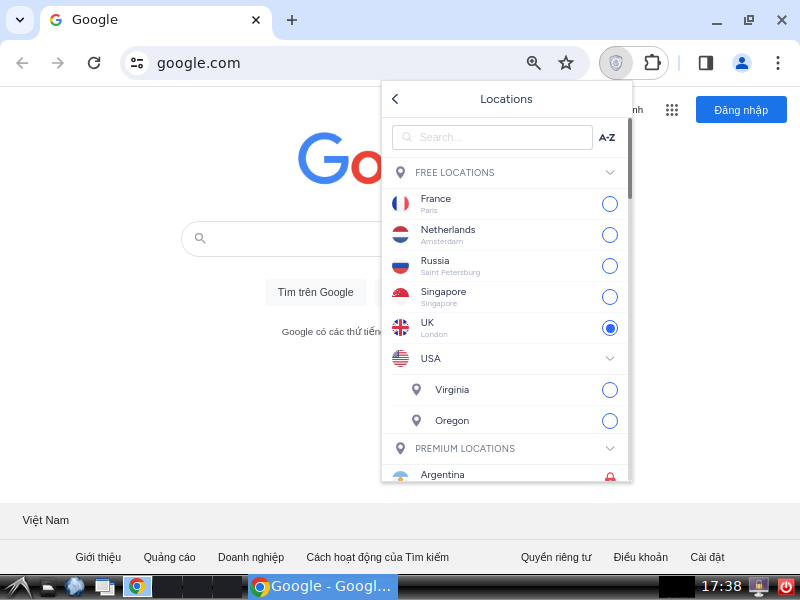 Google
google.com
Locations
nh
Đăng nhập
Search...
A-Z
FREE LOCATIONS
Go
France
Paris
Netherlands
Amsterdam
Russia
Saint Petersburg
Singapore
Singapore
Tìm trên Google
UK
London
Google có các thứ tiếng
USA
Virginia
Oregon
PREMIUM LOCATIONS
Argentina
Việt Nam
Giới thiệu Quảng cáo Doanh nghiệp Cách hoạt động của Tìm kiếm Quyền riêng tư Điều khoản Cài đặt
Google - Googl... 17:38